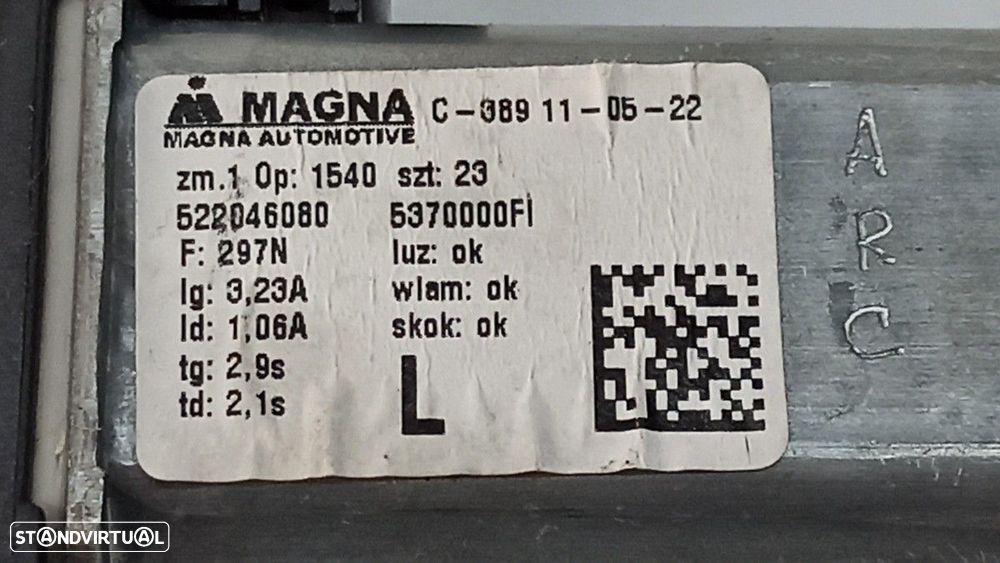 MAGNA C-089 11-05-22
MAGNA AUTOMOTIVE
zm.1 Op: 1540 szt: 23
522046080 5370000FI
F: 297N luz: ok
Ig: 3,23A wlam: ok
Id: 1,06A skok: ok
tg: 2,9s
td: 2,1s
L
A
R
C
STANDVIRTUAL